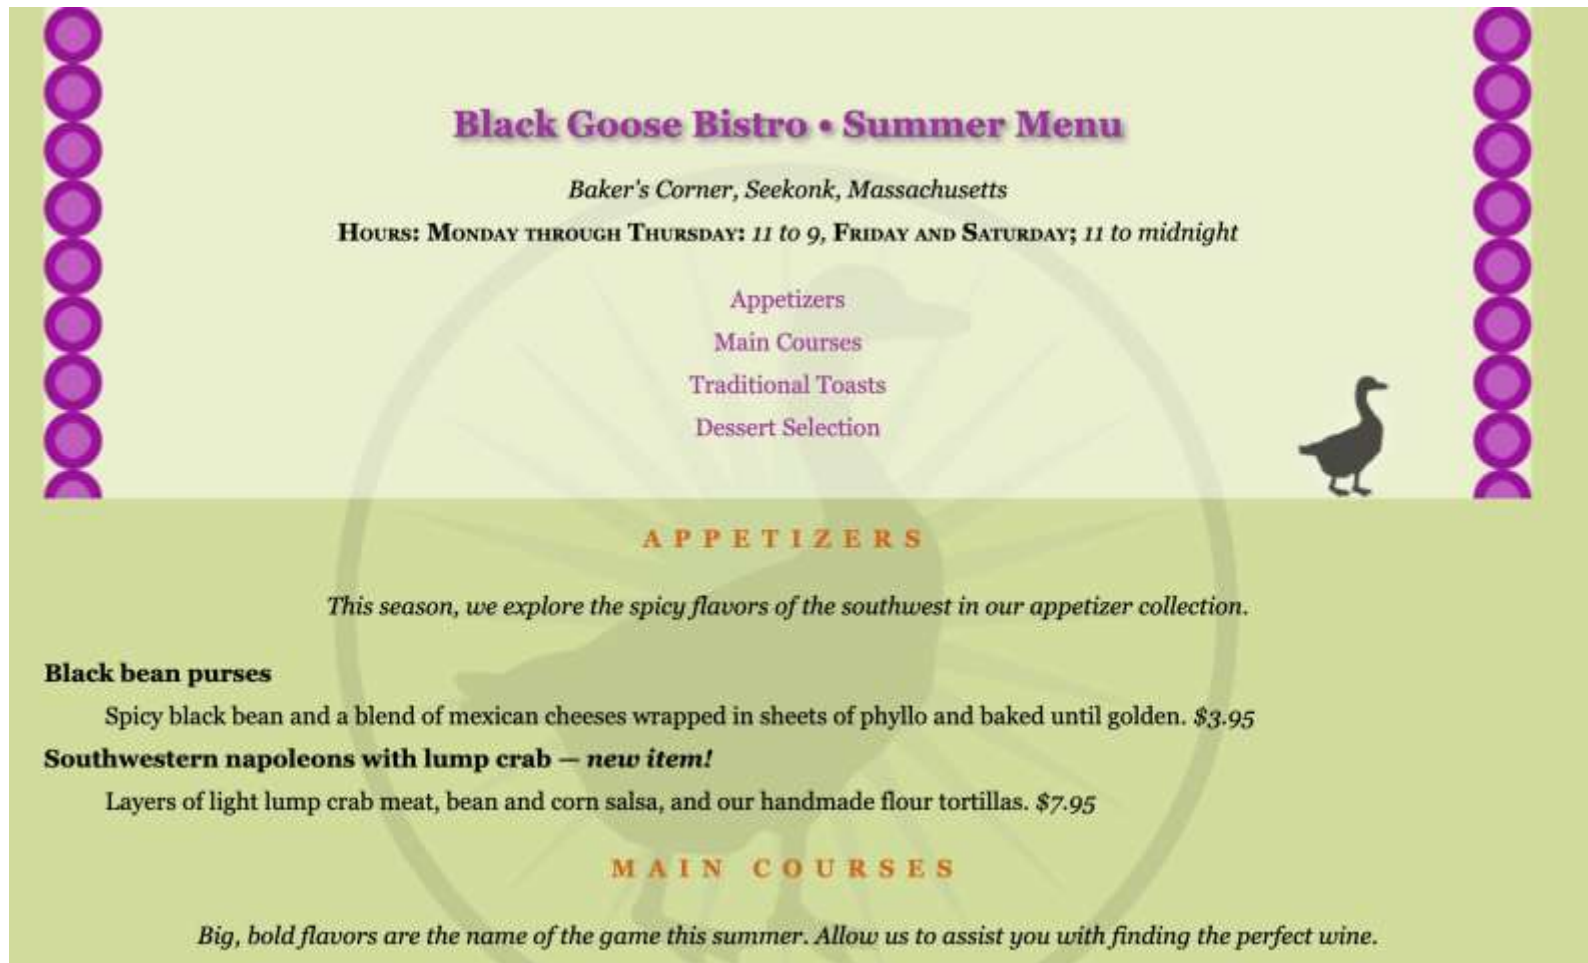 Black Goose Bistro • Summer Menu
Baker's Corner, Seekonk, Massachusetts
Hours: Monday through Thursday: 11 to 9, Friday and Saturday; 11 to midnight
Appetizers
Main Courses
Traditional Toasts
Dessert Selection
APPETIZERS
This season, we explore the spicy flavors of the southwest in our appetizer collection.
Black bean purses
Spicy black bean and a blend of mexican cheeses wrapped in sheets of phyllo and baked until golden. $3.95
Southwestern napoleons with lump crab — new item!
Layers of light lump crab meat, bean and corn salsa, and our handmade flour tortillas. $7.95
MAIN COURSES
Big, bold flavors are the name of the game this summer. Allow us to assist you with finding the perfect wine.